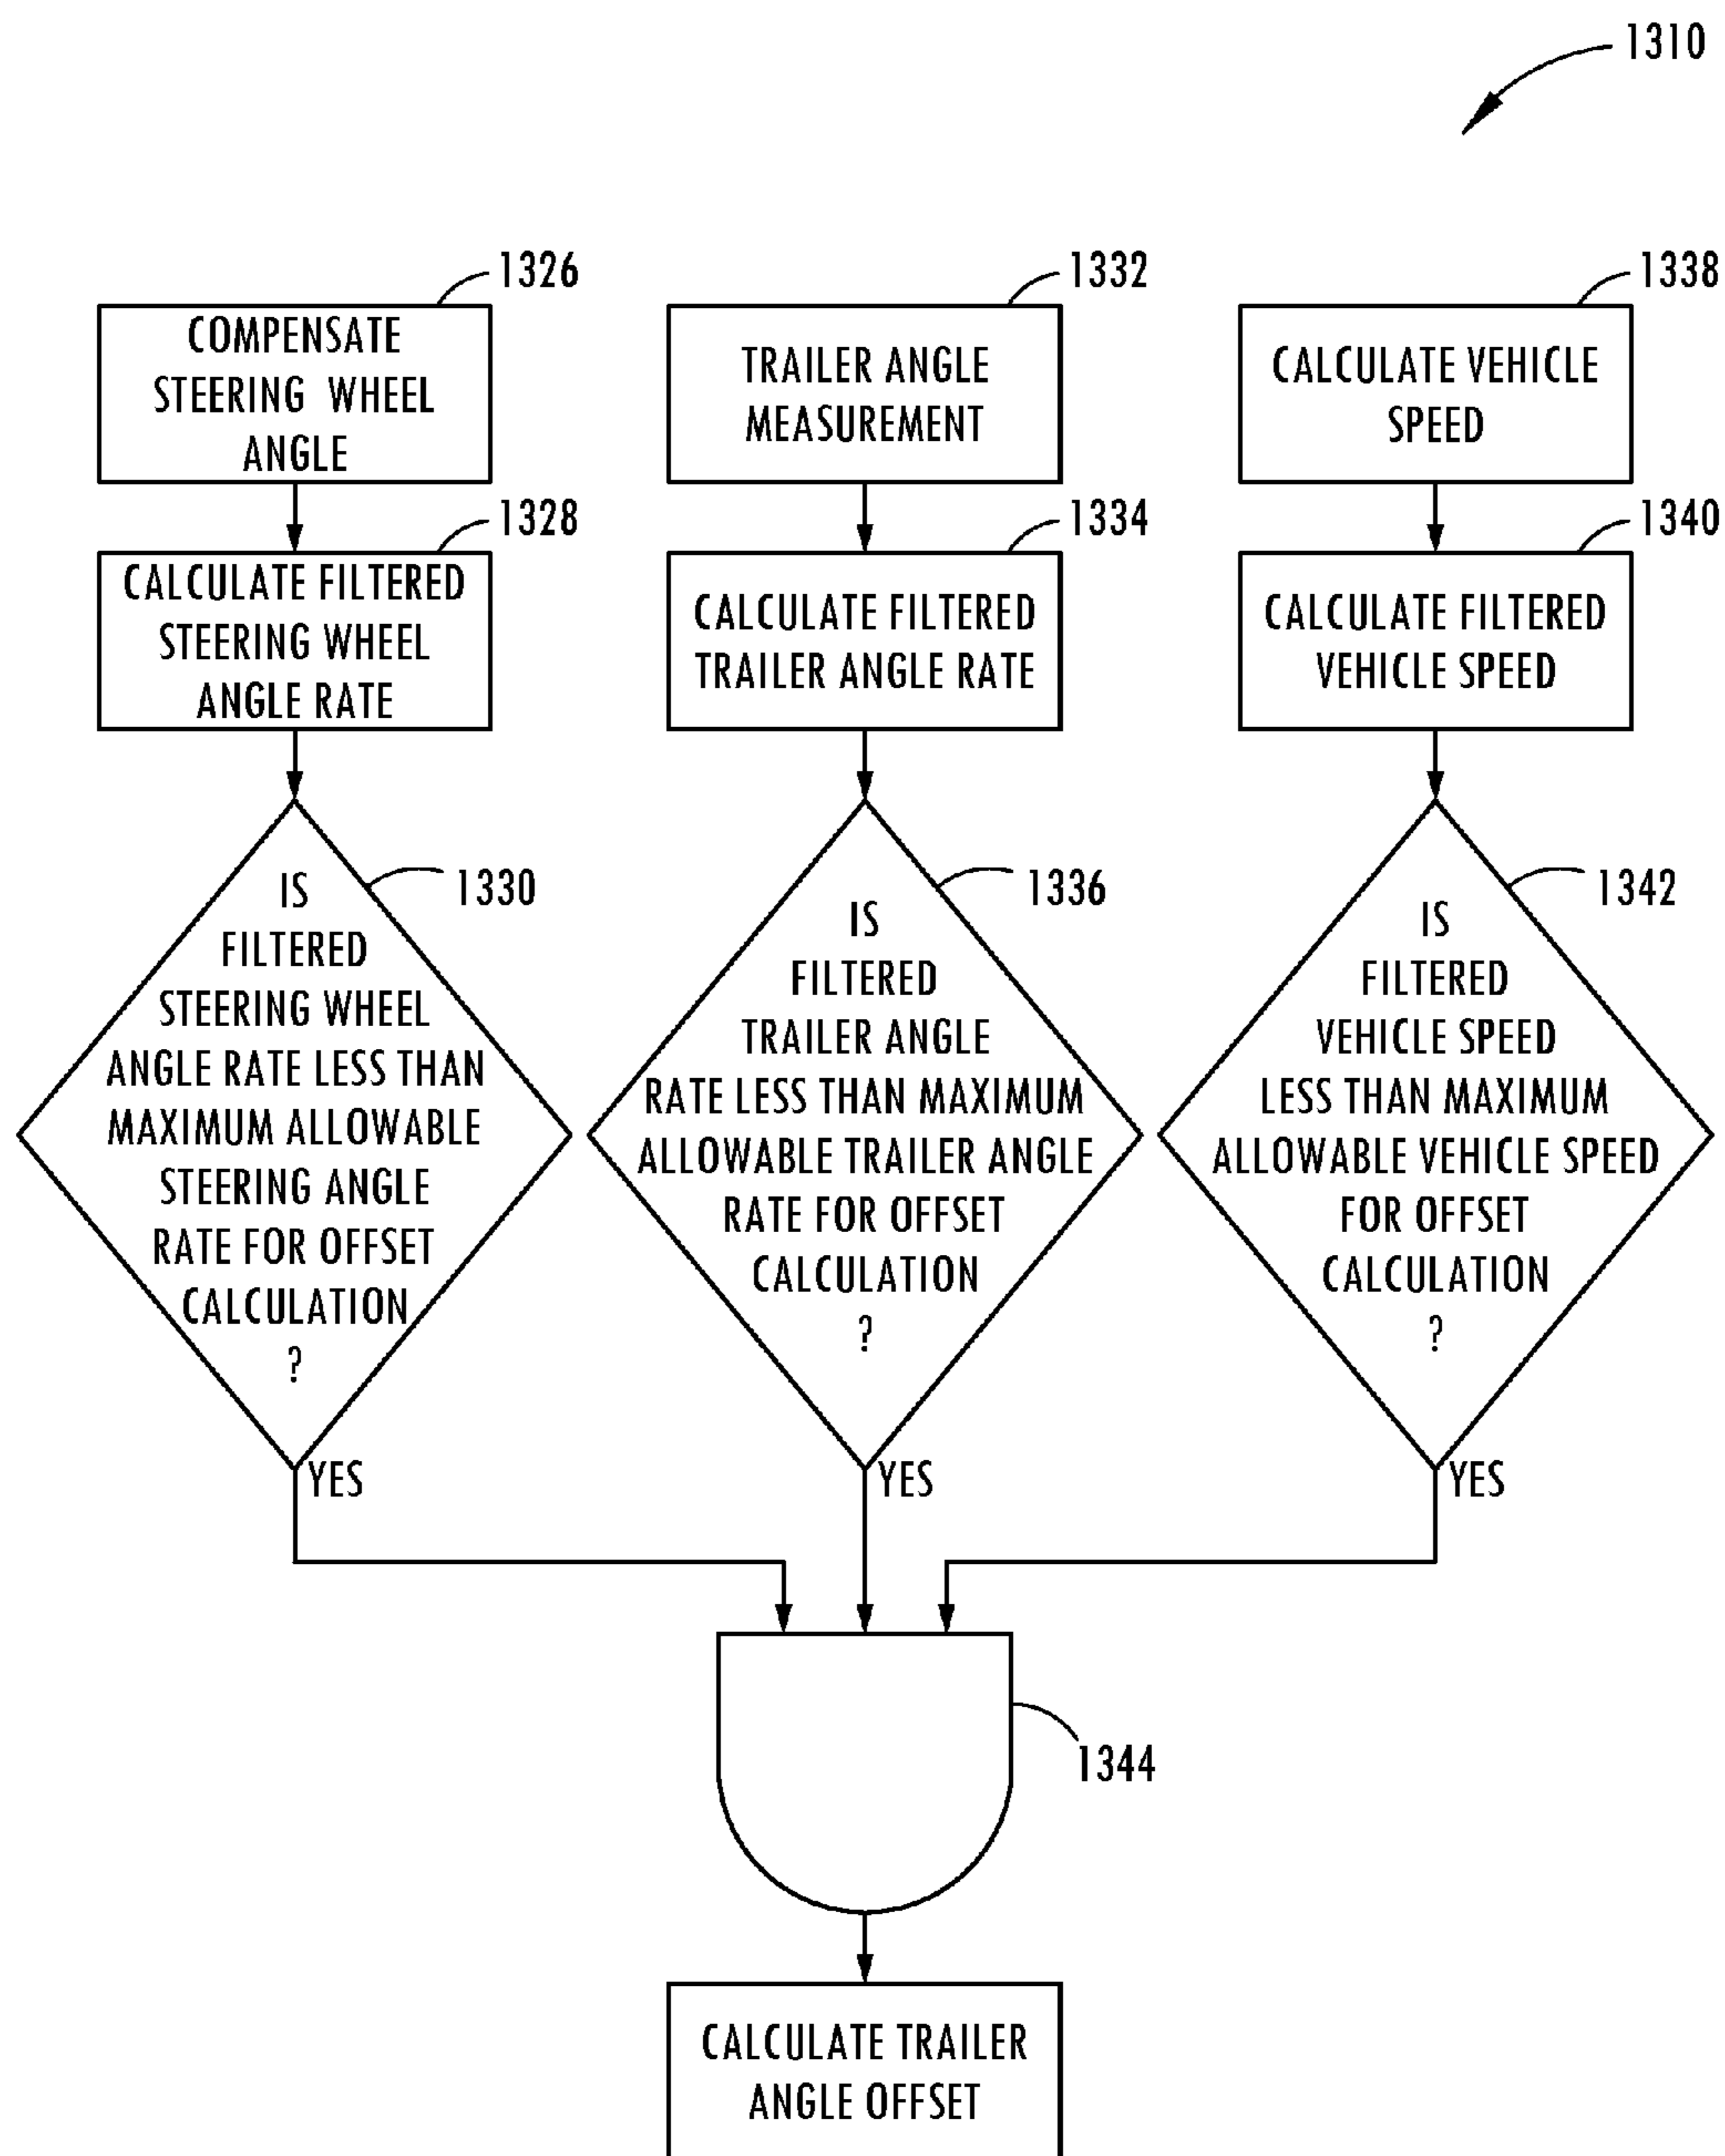 1310
1326
COMPENSATE
STEERING WHEEL
ANGLE
1328
CALCULATE FILTERED
STEERING WHEEL
ANGLE RATE
1330
IS
FILTERED
STEERING WHEEL
ANGLE RATE LESS THAN
MAXIMUM ALLOWABLE
STEERING ANGLE
RATE FOR OFFSET
CALCULATION
?
YES
1332
TRAILER ANGLE
MEASUREMENT
1334
CALCULATE FILTERED
TRAILER ANGLE RATE
1336
IS
FILTERED
TRAILER ANGLE
RATE LESS THAN MAXIMUM
ALLOWABLE TRAILER ANGLE
RATE FOR OFFSET
CALCULATION
?
YES
1338
CALCULATE VEHICLE
SPEED
1340
CALCULATE FILTERED
VEHICLE SPEED
1342
IS
FILTERED
VEHICLE SPEED
LESS THAN MAXIMUM
ALLOWABLE VEHICLE SPEED
FOR OFFSET
CALCULATION
?
YES
1344
CALCULATE TRAILER
ANGLE OFFSET